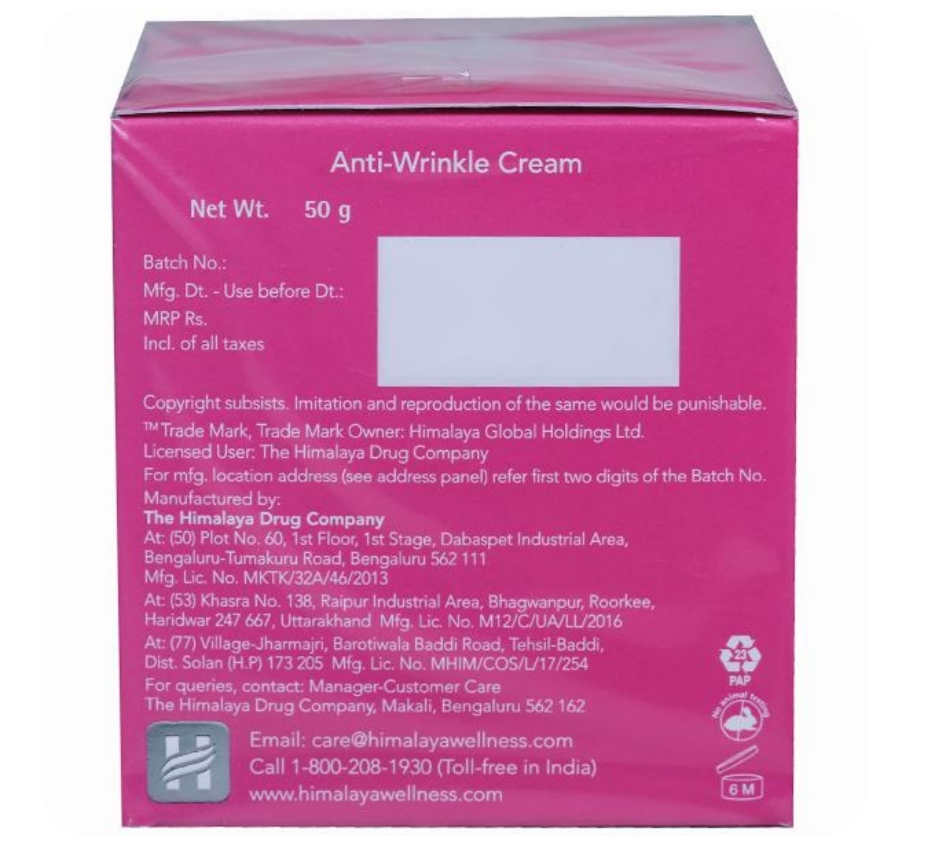 Anti-Wrinkle Cream
Net Wt. 50 g
Batch No.:
Mfg. Dt. - Use before Dt.:
MRP Rs.
Incl. of all taxes
Copyright subsists. Imitation and reproduction of the same would be punishable.
™Trade Mark, Trade Mark Owner: Himalaya Global Holdings Ltd.
Licensed User: The Himalaya Drug Company
For mfg. location address (see address panel) refer first two digits of the Batch No.
Manufactured by:
The Himalaya Drug Company
At: (50) Plot No. 60, 1st Floor, 1st Stage, Dabaspet Industrial Area,
Bengaluru-Tumakuru Road, Bengaluru 562 111
Mfg. Lic. No. MKTK/32A/46/2013
At: (53) Khasra No. 138, Raipur Industrial Area, Bhagwanpur, Roorkee,
Haridwar 247 667, Uttarakhand Mfg. Lic. No. M12/C/UA/LL/2016
At: (77) Village-Jharmajri, Barotiwala Baddi Road, Tehsil-Baddi,
Dist. Solan (H.P) 173 205 Mfg. Lic. No. MHIM/COS/L/17/254
For queries, contact: Manager-Customer Care
The Himalaya Drug Company, Makali, Bengaluru 562 162
Email: care@himalayawellness.com
Call 1-800-208-1930 (Toll-free in India)
www.himalayawellness.com
H
23
PAP
No animal testing
6 M